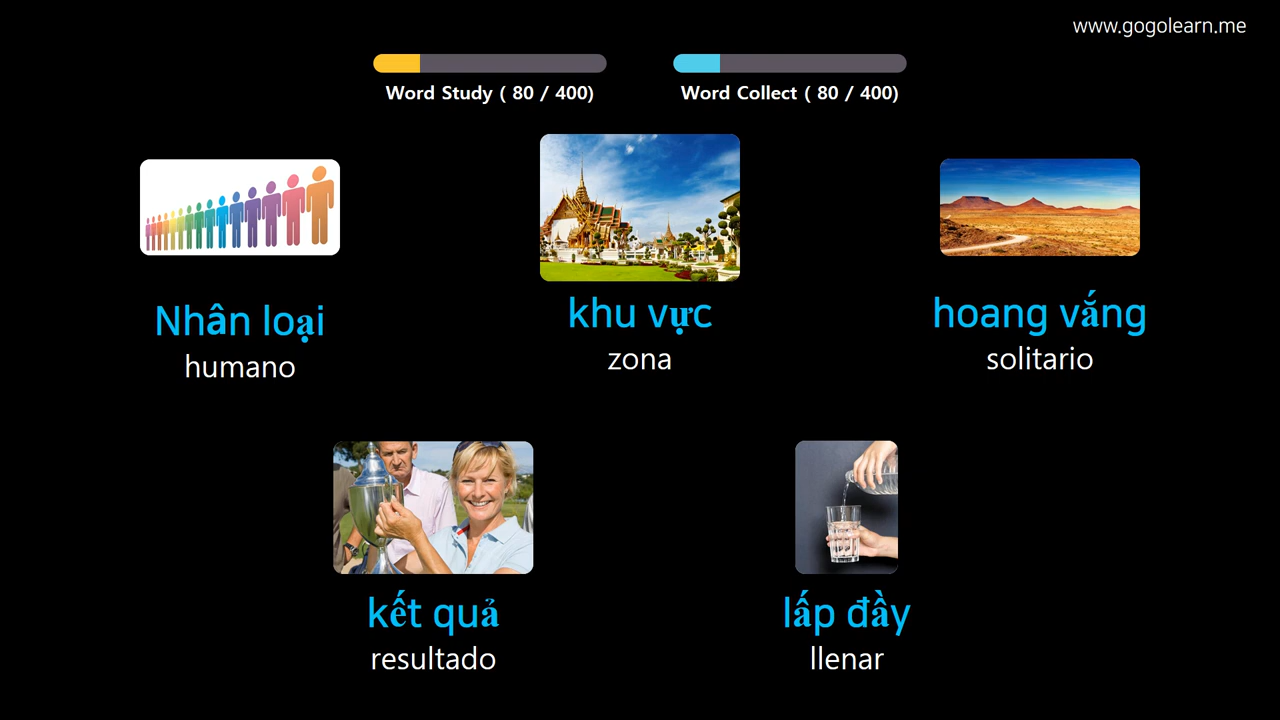 www.gogolearn.me
Word Study ( 80 / 400)
Word Collect ( 80 / 400)
Nhân loại
humano
khu vực
zona
hoang vắng
solitario
kết quả
resultado
lấp đầy
llenar